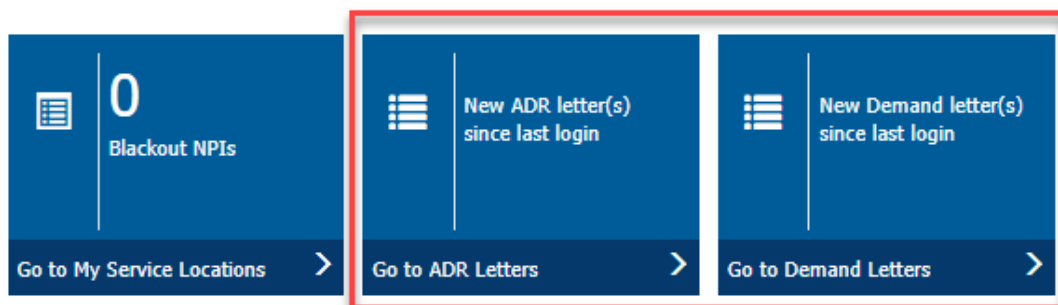 0
Blackout NPIs
Go to My Service Locations
New ADR letter(s)
since last login
Go to ADR Letters
New Demand letter(s)
since last login
Go to Demand Letters